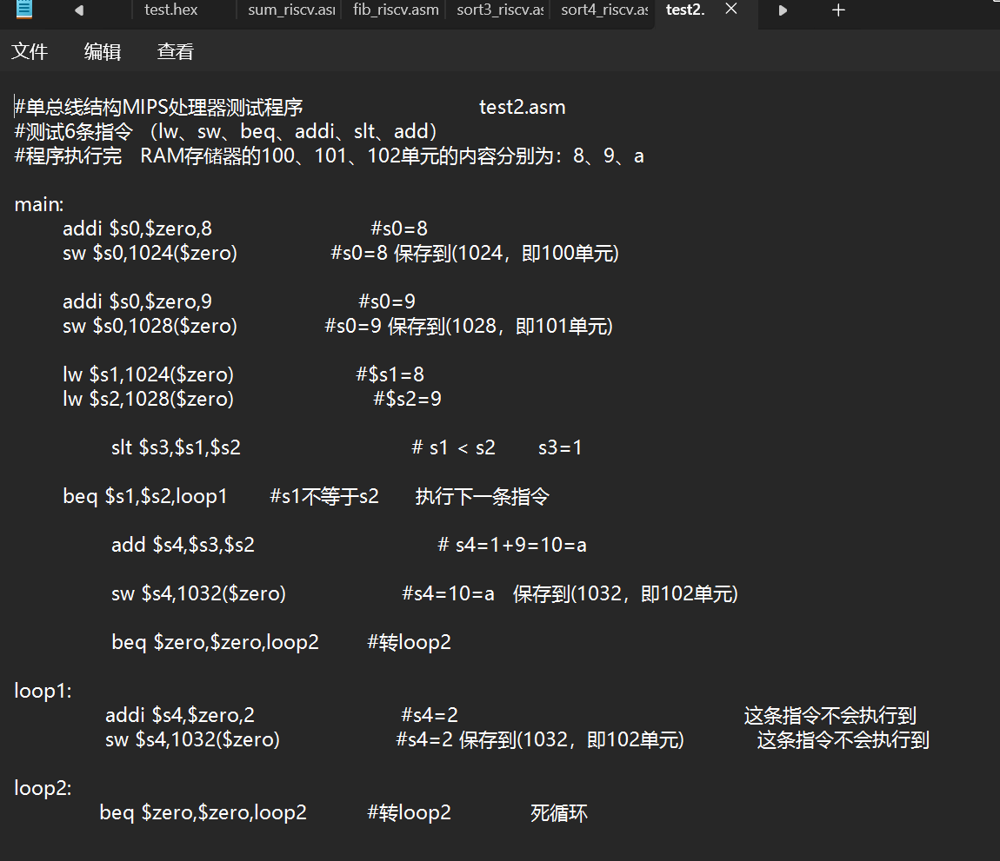 test.hex sum_riscv.asm fib_riscv.asm sort3_riscv.as sort4_riscv.as test2.
文件 编辑 查看
#单总线结构MIPS处理器测试程序 test2.asm
#测试6条指令 （lw、sw、beq、addi、slt、add）
#程序执行完 RAM存储器的100、101、102单元的内容分别为：8、9、a
main:
addi $s0,$zero,8 #s0=8
sw $s0,1024($zero) #s0=8 保存到(1024，即100单元)
addi $s0,$zero,9 #s0=9
sw $s0,1028($zero) #s0=9 保存到(1028，即101单元)
lw $s1,1024($zero) #$s1=8
lw $s2,1028($zero) #$s2=9
slt $s3,$s1,$s2 # s1 < s2 s3=1
beq $s1,$s2,loop1 #s1不等于s2 执行下一条指令
add $s4,$s3,$s2 # s4=1+9=10=a
sw $s4,1032($zero) #s4=10=a 保存到(1032，即102单元)
beq $zero,$zero,loop2 #转loop2
loop1:
addi $s4,$zero,2 #s4=2 这条指令不会执行到
sw $s4,1032($zero) #s4=2 保存到(1032，即102单元) 这条指令不会执行到
loop2:
beq $zero,$zero,loop2 #转loop2 死循环